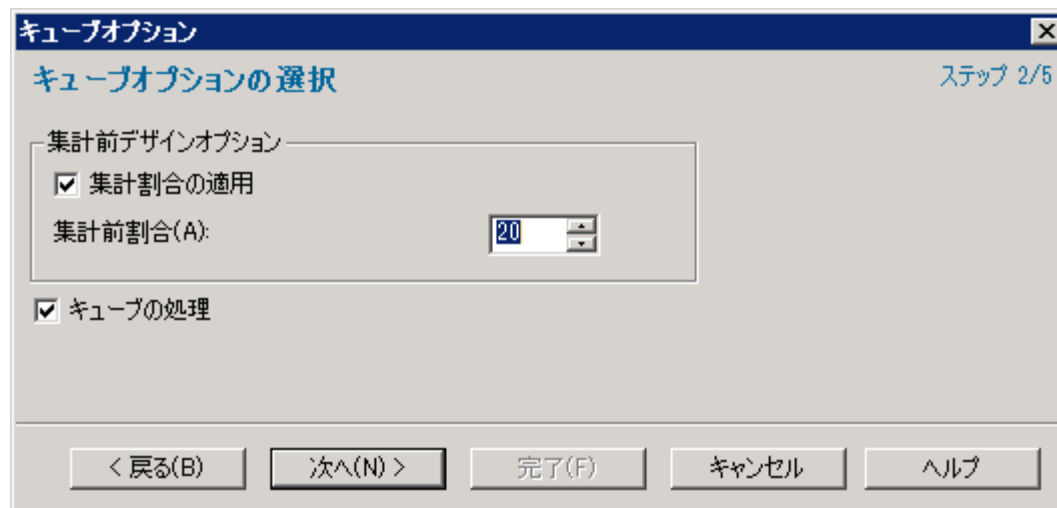 キューブオプション
キューブオプションの選択
ステップ 2/5
集計前デザインオプション
集計割合の適用
集計前割合(A): 20
キューブの処理
< 戻る(B) 次へ(N) > 完了(F) キャンセル ヘルプ